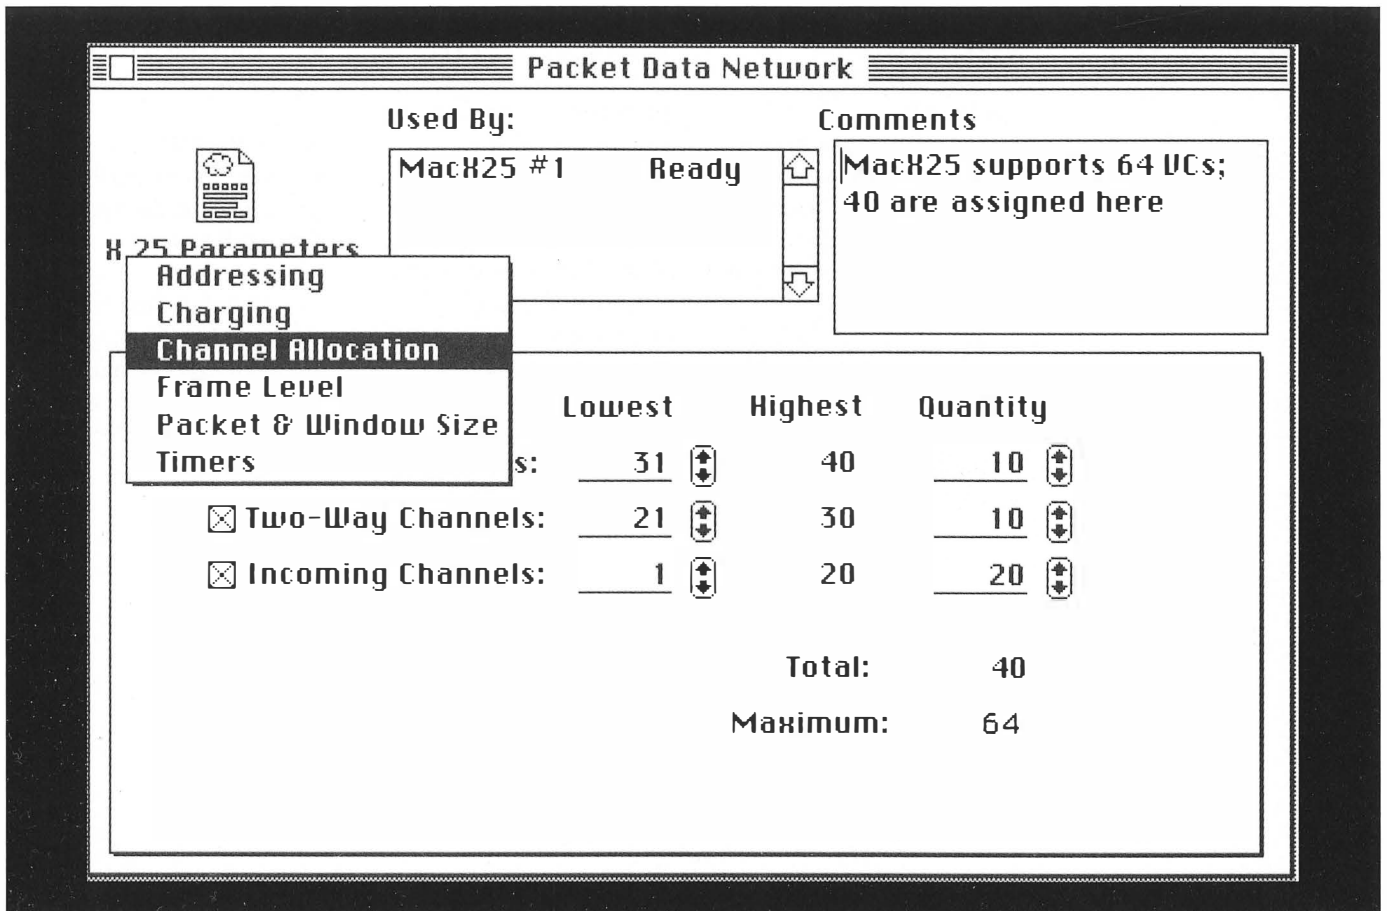 Packet Data Network
Used By:
Comments
MacX25 #1 Ready
MacX25 supports 64 VCs;
40 are assigned here
X.25 Parameters
Addressing
Charging
Channel Allocation
Frame Level
Packet & Window Size
Timers
Lowest Highest Quantity
s: 31 40 10
Two-Way Channels: 21 30 10
Incoming Channels: 1 20 20
Total: 40
Maximum: 64